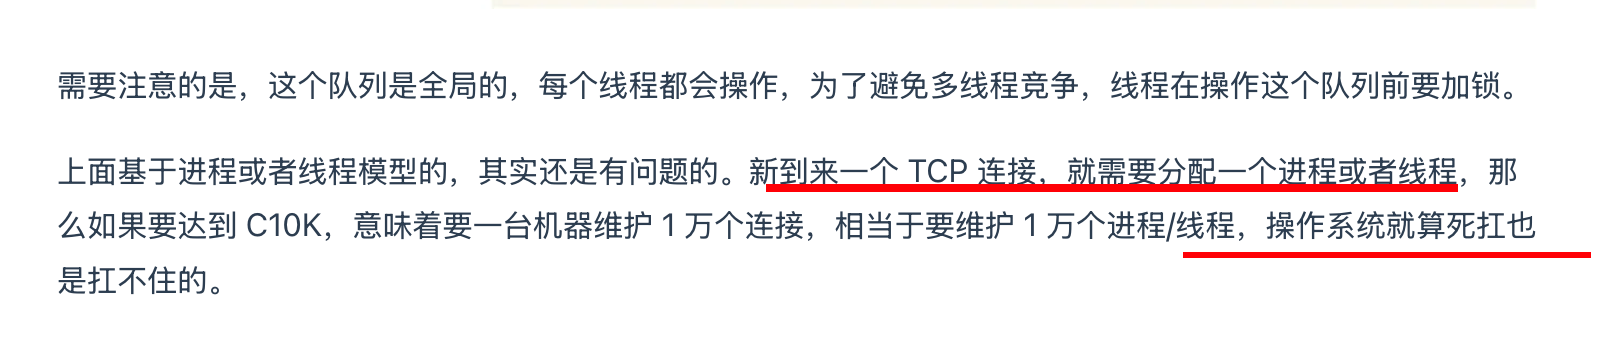 需要注意的是，这个队列是全局的，每个线程都会操作，为了避免多线程竞争，线程在操作这个队列前要加锁。
上面基于进程或者线程模型的，其实还是有问题的。新到来一个 TCP 连接，就需要分配一个进程或者线程，那
么如果要达到 C10K，意味着要一台机器维护 1 万个连接，相当于要维护 1 万个进程/线程，操作系统就算死扛也
是扛不住的。